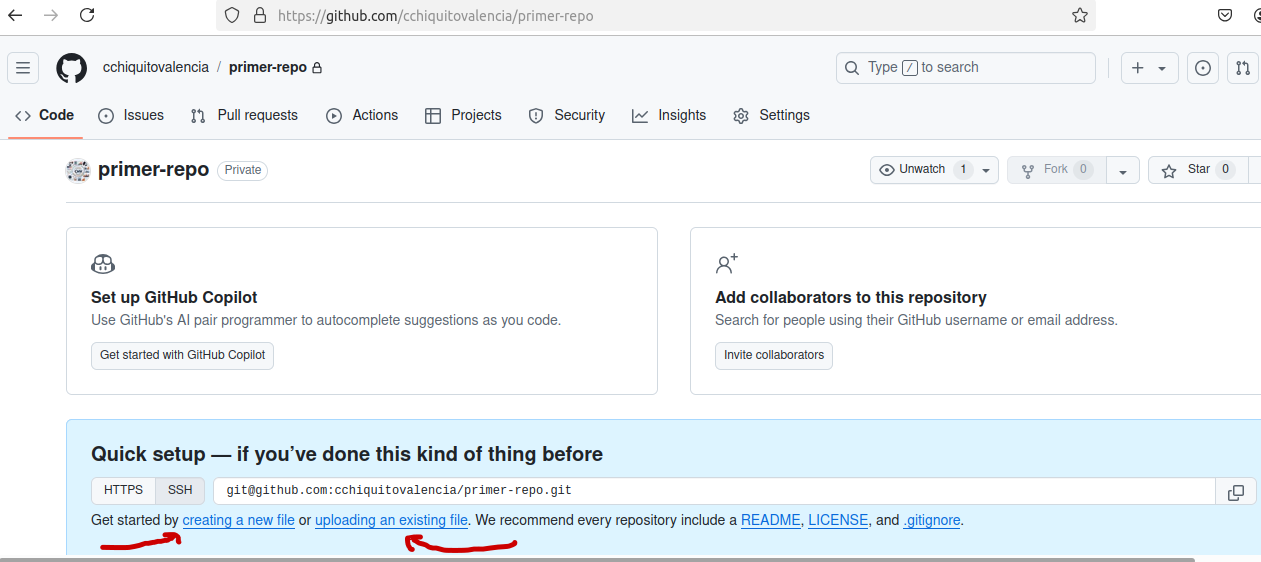 https://github.com/cchiquitovalencia/primer-repo
cchiquitovalencia / primer-repo
Type / to search
Code Issues Pull requests Actions Projects Security Insights Settings
primer-repo Private
Unwatch 1 Fork 0 Star 0
Set up GitHub Copilot
Use GitHub's AI pair programmer to autocomplete suggestions as you code.
Get started with GitHub Copilot
Add collaborators to this repository
Search for people using their GitHub username or email address.
Invite collaborators
Quick setup — if you’ve done this kind of thing before
HTTPS SSH git@github.com:cchiquitovalencia/primer-repo.git
Get started by creating a new file or uploading an existing file. We recommend every repository include a README, LICENSE, and .gitignore.